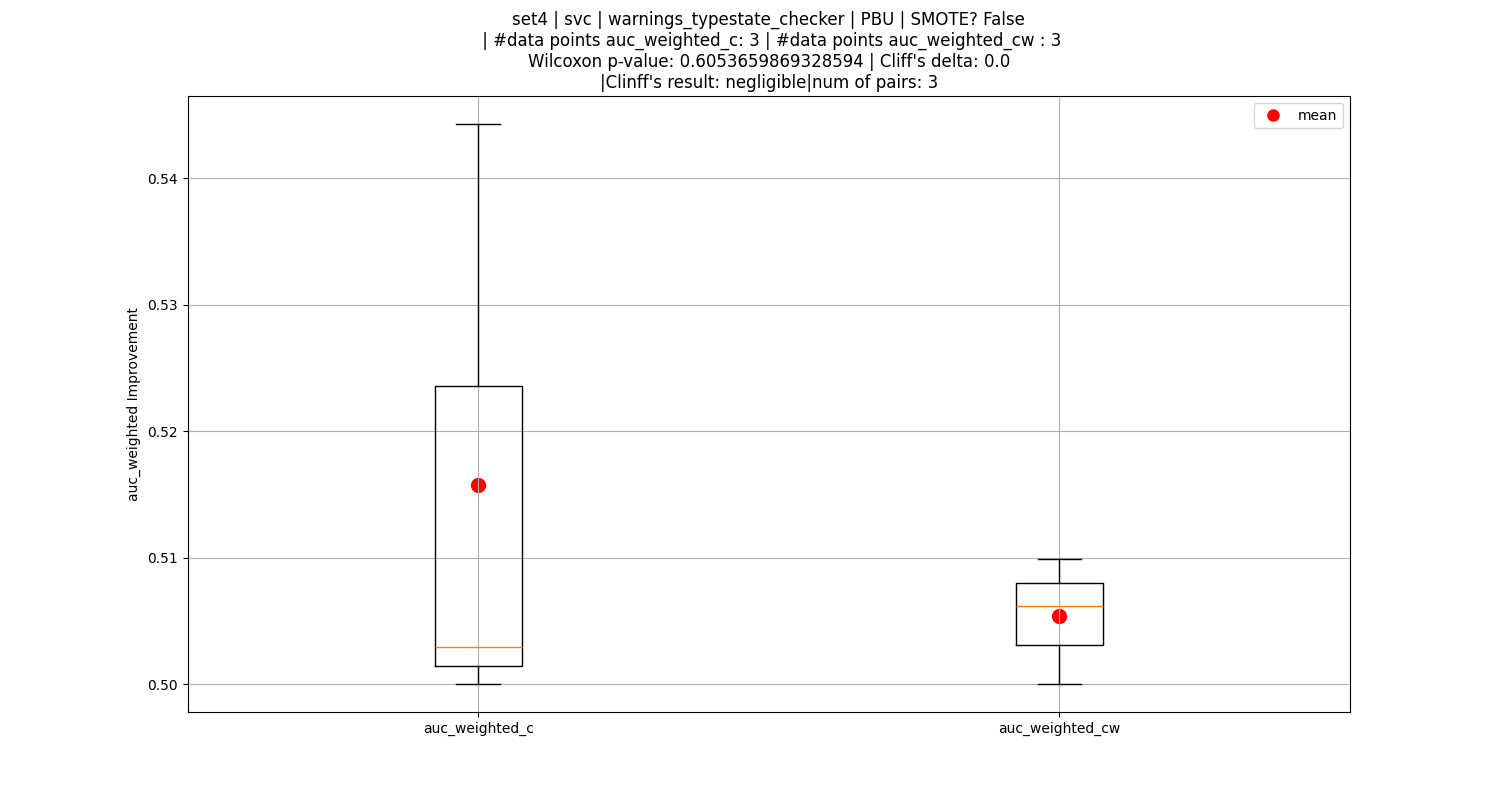 set4 | svc | warnings_typestate_checker | PBU | SMOTE? False
| #data points auc_weighted_c: 3 | #data points auc_weighted_cw : 3
Wilcoxon p-value: 0.6053659869328594 | Cliff's delta: 0.0
|Clinff's result: negligible|num of pairs: 3
mean
0.54
0.53
0.52
0.51
0.50
auc_weighted Improvement
auc_weighted_c
auc_weighted_cw